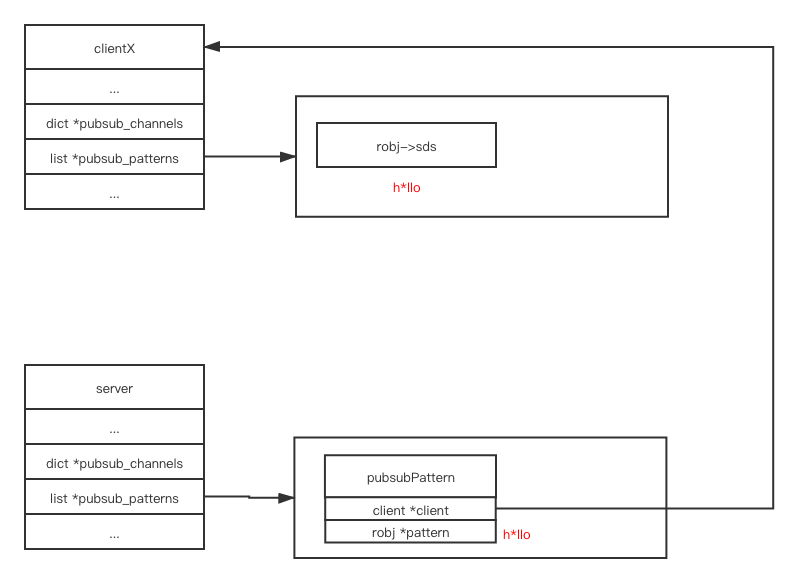 clientX
...
dict *pubsub_channels
list *pubsub_patterns
...
robj->sds
h*llo
server
...
dict *pubsub_channels
list *pubsub_patterns
...
pubsubPattern
client *client
robj *pattern
h*llo